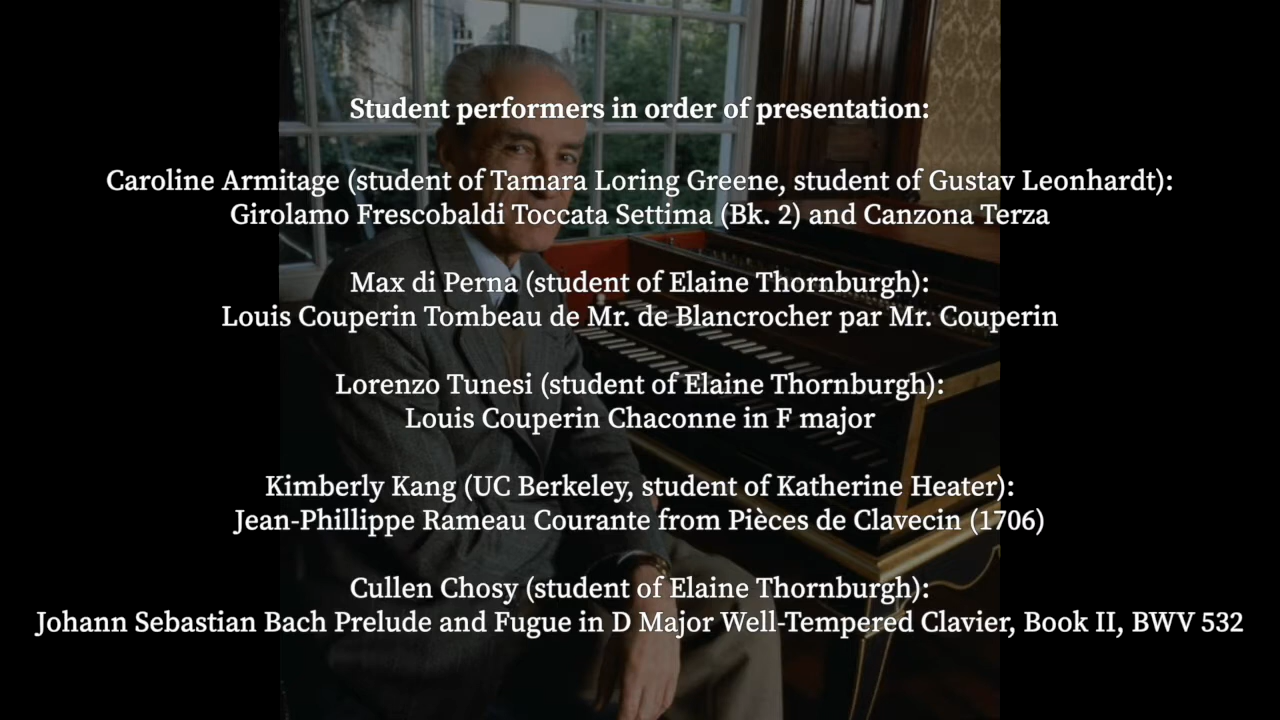 Student performers in order of presentation:
Caroline Armitage (student of Tamara Loring Greene, student of Gustav Leonhardt):
Girolamo Frescobaldi Toccata Settima (Bk. 2) and Canzona Terza
Max di Perna (student of Elaine Thornburgh):
Louis Couperin Tombeau de Mr. de Blancrocher par Mr. Couperin
Lorenzo Tunesi (student of Elaine Thornburgh):
Louis Couperin Chaconne in F major
Kimberly Kang (UC Berkeley, student of Katherine Heater):
Jean-Phillippe Rameau Courante from Pièces de Clavecin (1706)
Cullen Chosy (student of Elaine Thornburgh):
Johann Sebastian Bach Prelude and Fugue in D Major Well-Tempered Clavier, Book II, BWV 532